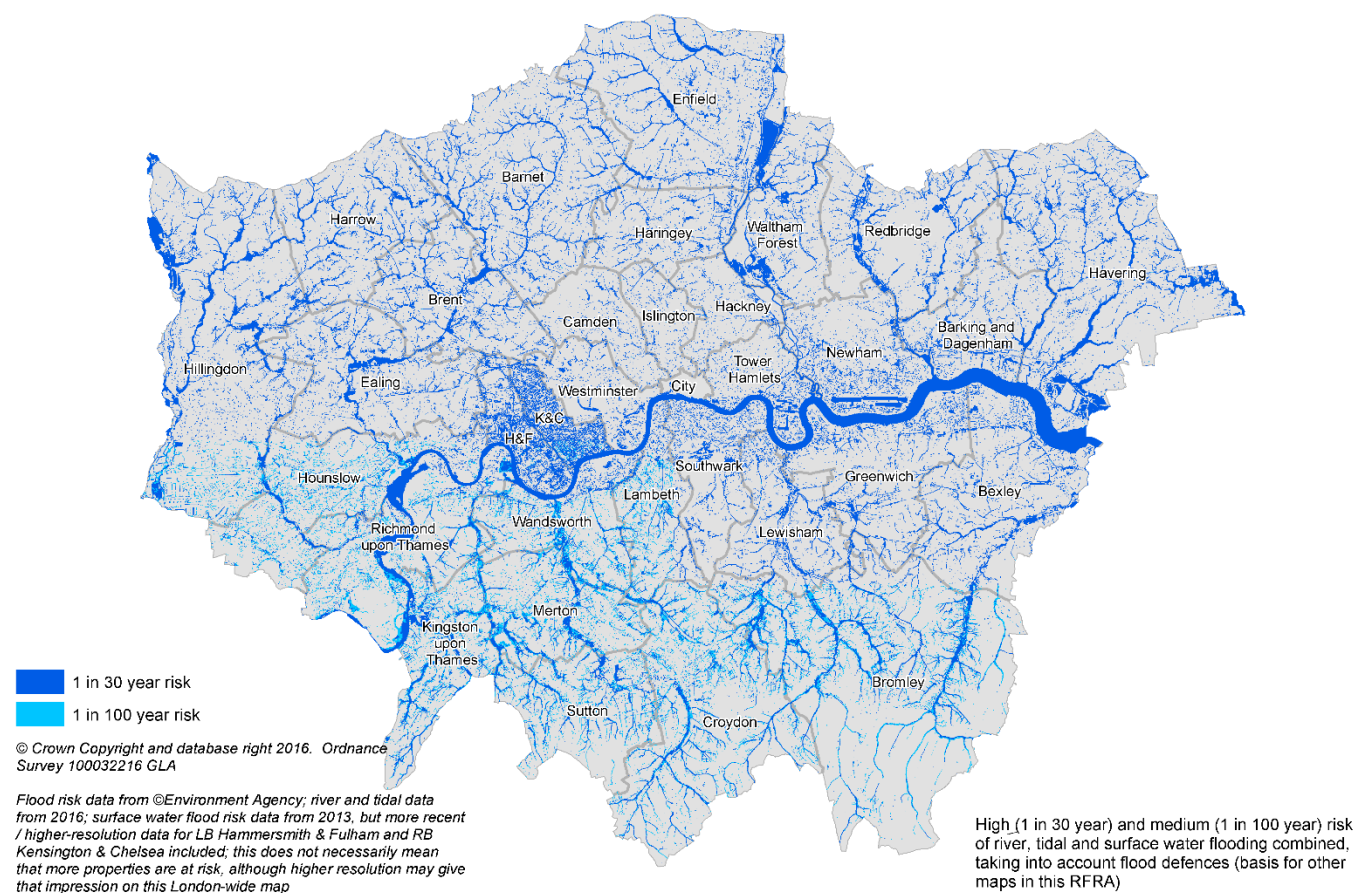 Enfield
Barnet
Harrow
Haringey
Waltham
Forest
Redbridge
Havering
Brent
Camden
Islington
Hackney
Barking and
Dagenham
Hillingdon
Ealing
Westminster
City
Tower
Hamlets
Newham
K&C
H&F
Hounslow
Southwark
Greenwich
Bexley
Lambeth
Richmond
upon Thames
Wandsworth
Lewisham
Merton
Kingston
upon
Thames
Bromley
Sutton
Croydon
1 in 30 year risk
1 in 100 year risk
© Crown Copyright and database right 2016.  Ordnance
Survey 100032216 GLA
Flood risk data from ©Environment Agency; river and tidal data
from 2016; surface water flood risk data from 2013, but more recent
/ higher-resolution data for LB Hammersmith & Fulham and RB
Kensington & Chelsea included; this does not necessarily mean
that more properties are at risk, although higher resolution may give
that impression on this London-wide map
High (1 in 30 year) and medium (1 in 100 year) risk
of river, tidal and surface water flooding combined,
taking into account flood defences (basis for other
maps in this RFRA)